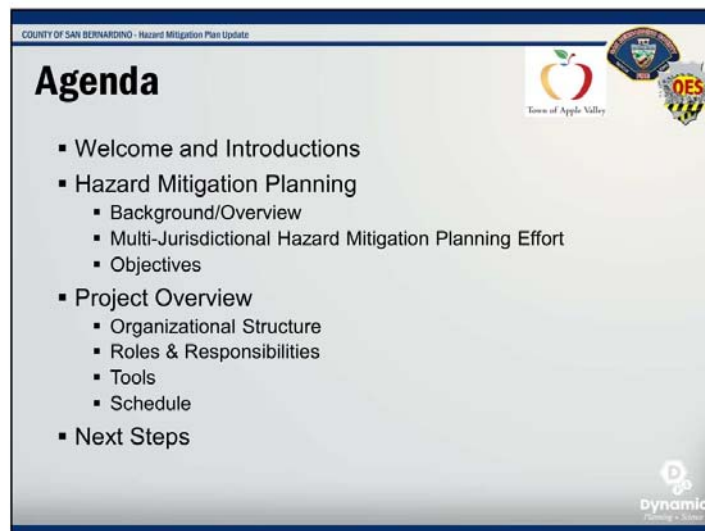 COUNTY OF SAN BERNARDINO - Hazard Mitigation Plan Update
Agenda
Town of Apple Valley
OES
▪ Welcome and Introductions
▪ Hazard Mitigation Planning
▪ Background/Overview
▪ Multi-Jurisdictional Hazard Mitigation Planning Effort
▪ Objectives
▪ Project Overview
▪ Organizational Structure
▪ Roles & Responsibilities
▪ Tools
▪ Schedule
▪ Next Steps
Dynamic
Planning + Science